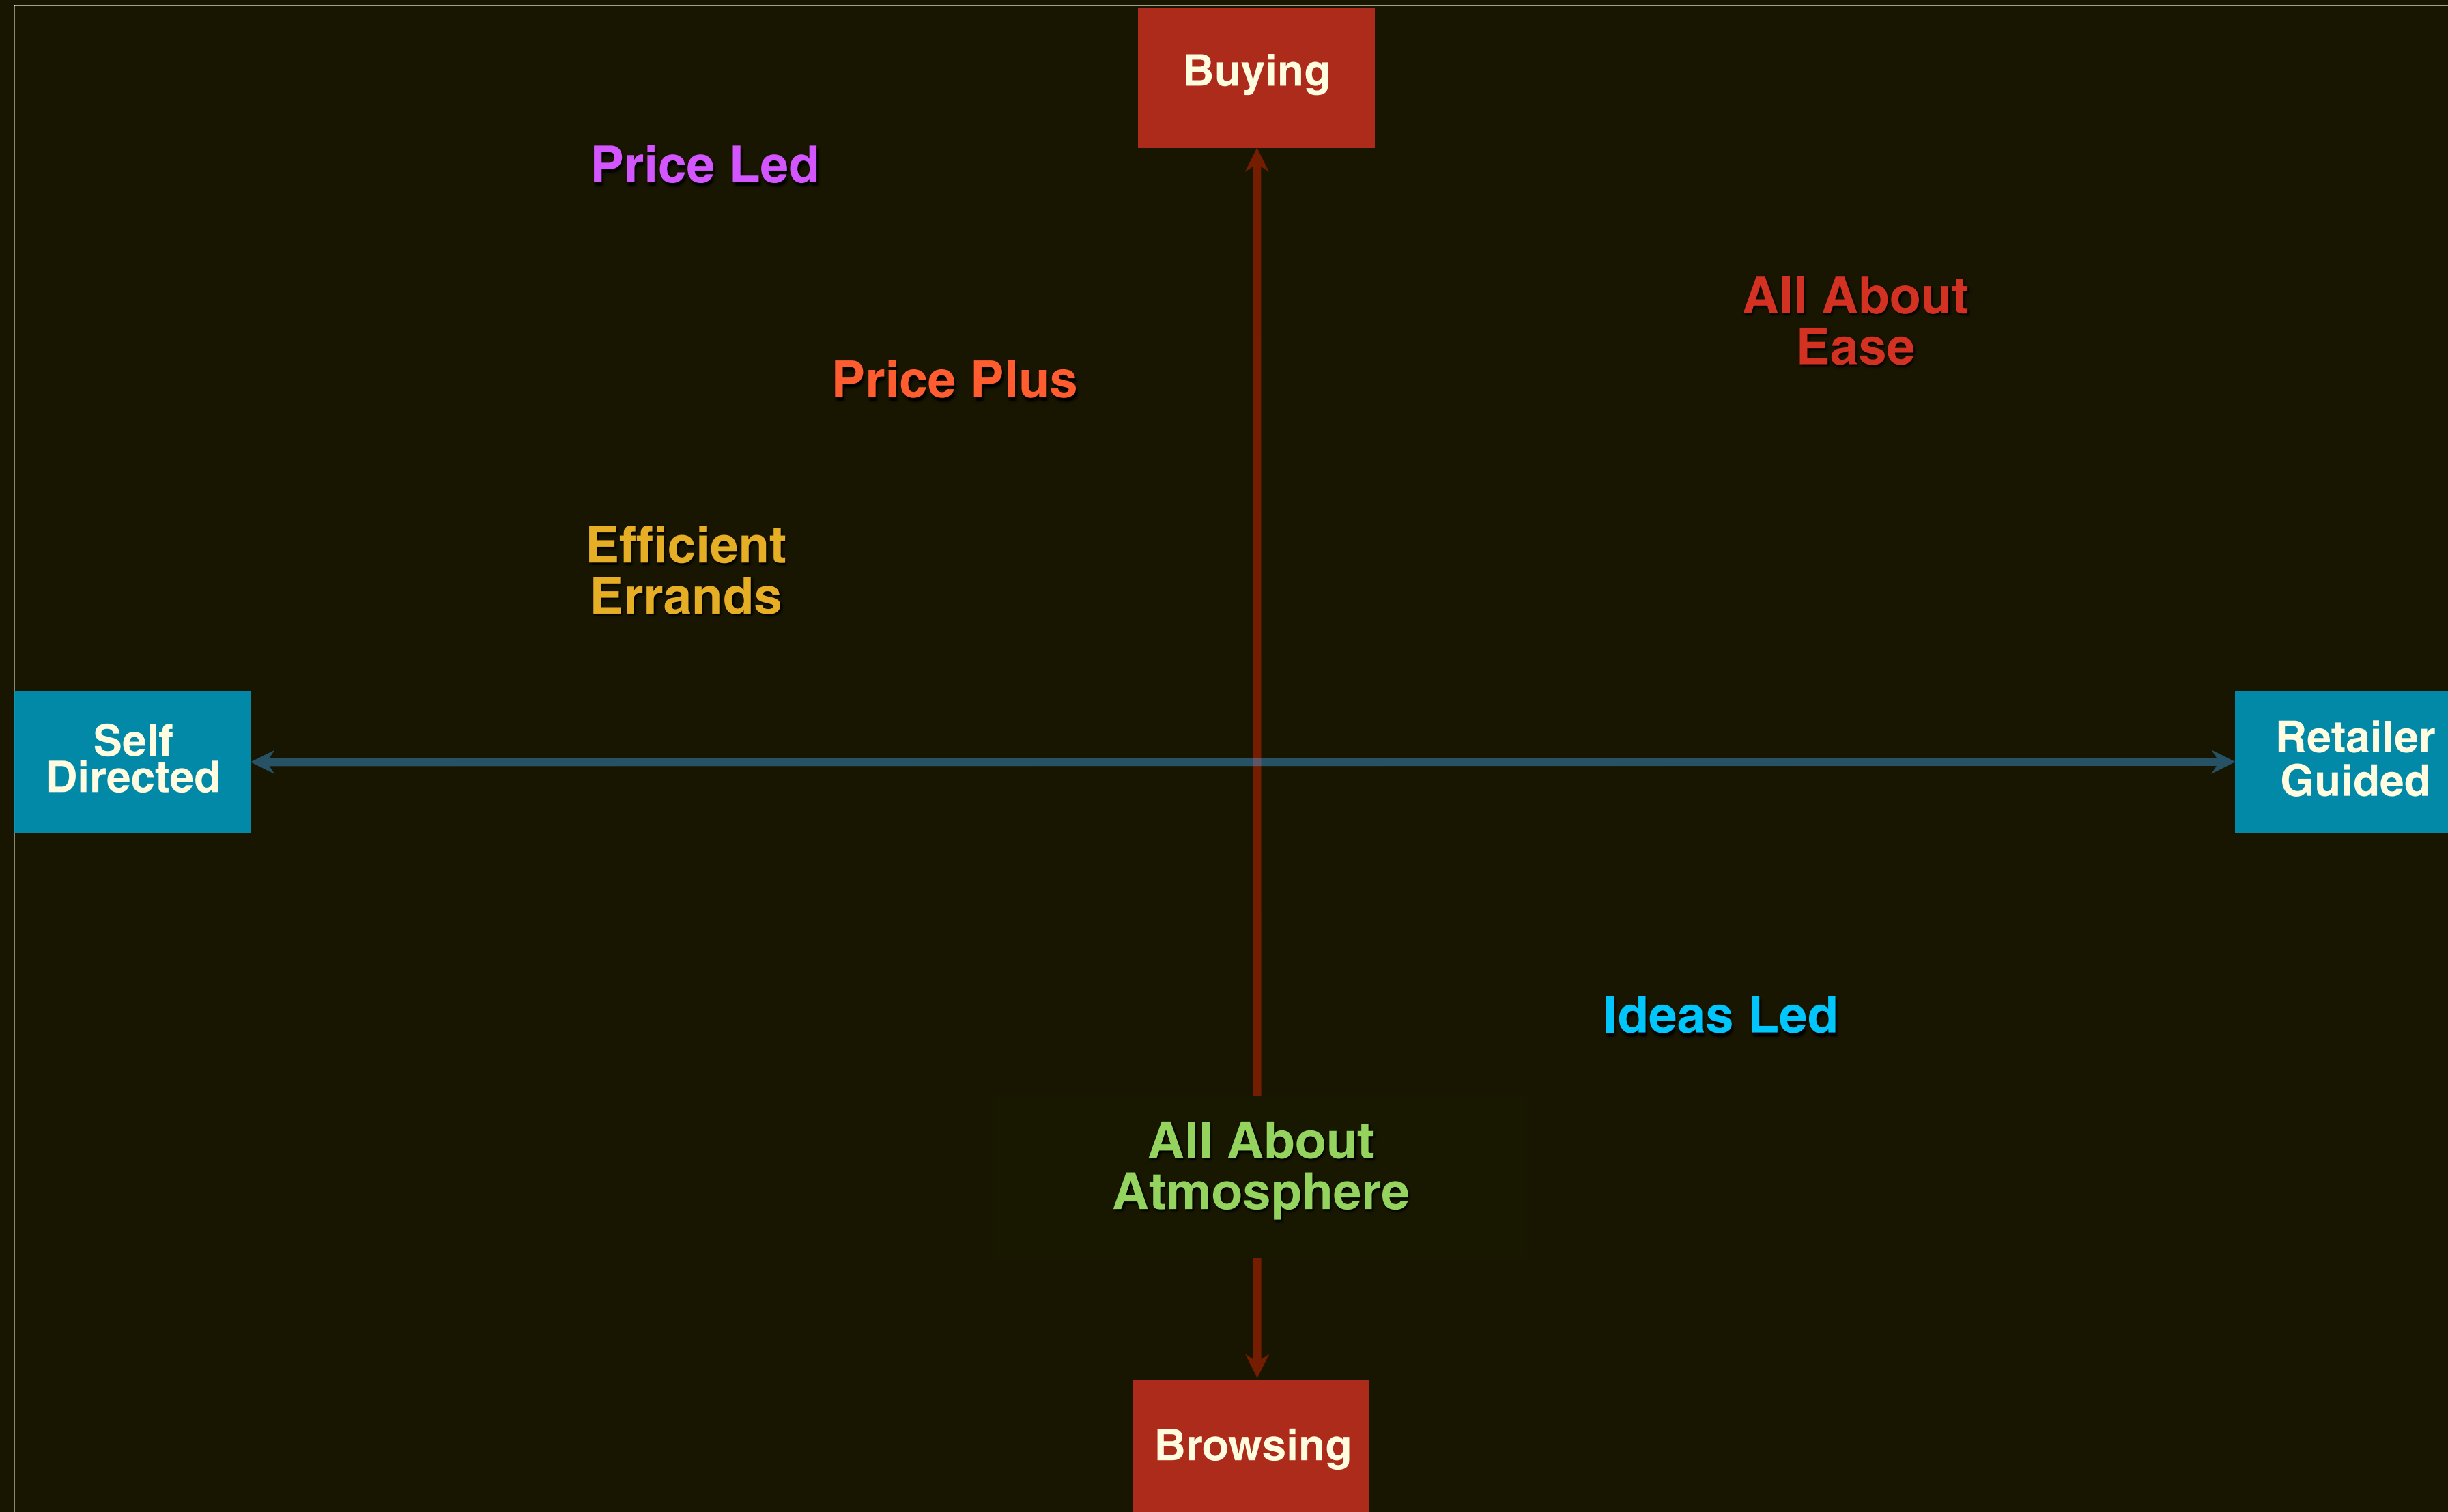 Buying
Price Led
All About
Ease
Price Plus
Efficient
Errands
Self
Directed
Retailer
Guided
Ideas Led
All About
Atmosphere
Browsing